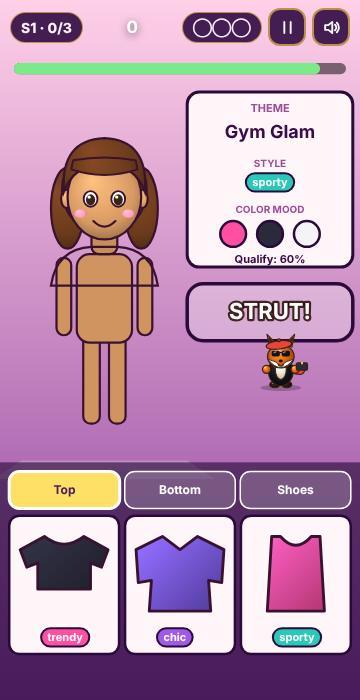 S1 · 0/3
0
THEME
Gym Glam
STYLE
sporty
COLOR MOOD
Qualify: 60%
STRUT!
Top
Bottom
Shoes
trendy
chic
sporty